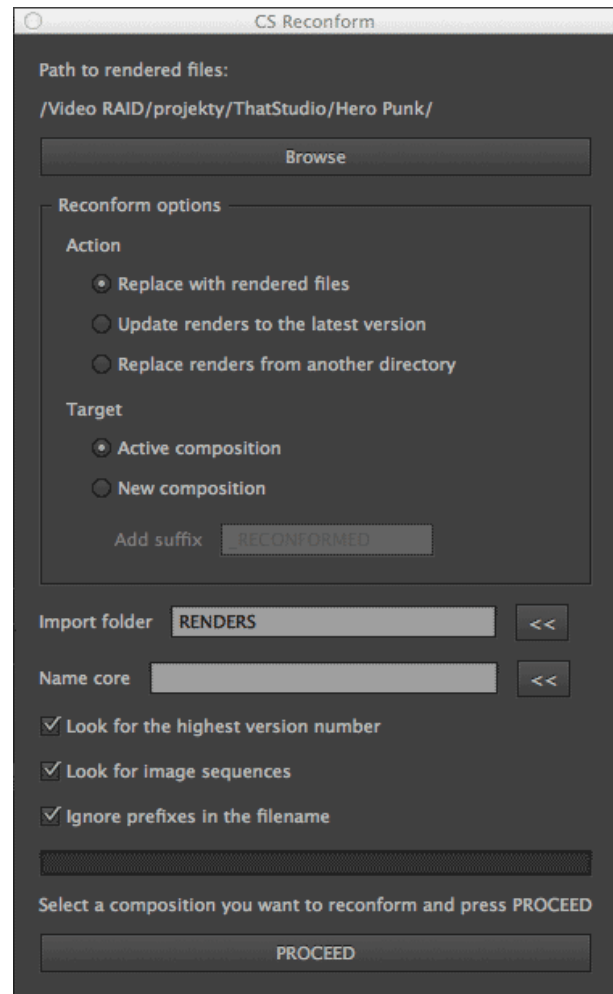 CS Reconform
Path to rendered files:
/Video RAID/projekty/ThatStudio/Hero Punk/
Browse
Reconform options
Action
Replace with rendered files
Update renders to the latest version
Replace renders from another directory
Target
Active composition
New composition
Add suffix _RECONFORMED
Import folder RENDERS <<
Name core <<
Look for the highest version number
Look for image sequences
Ignore prefixes in the filename
Select a composition you want to reconform and press PROCEED
PROCEED